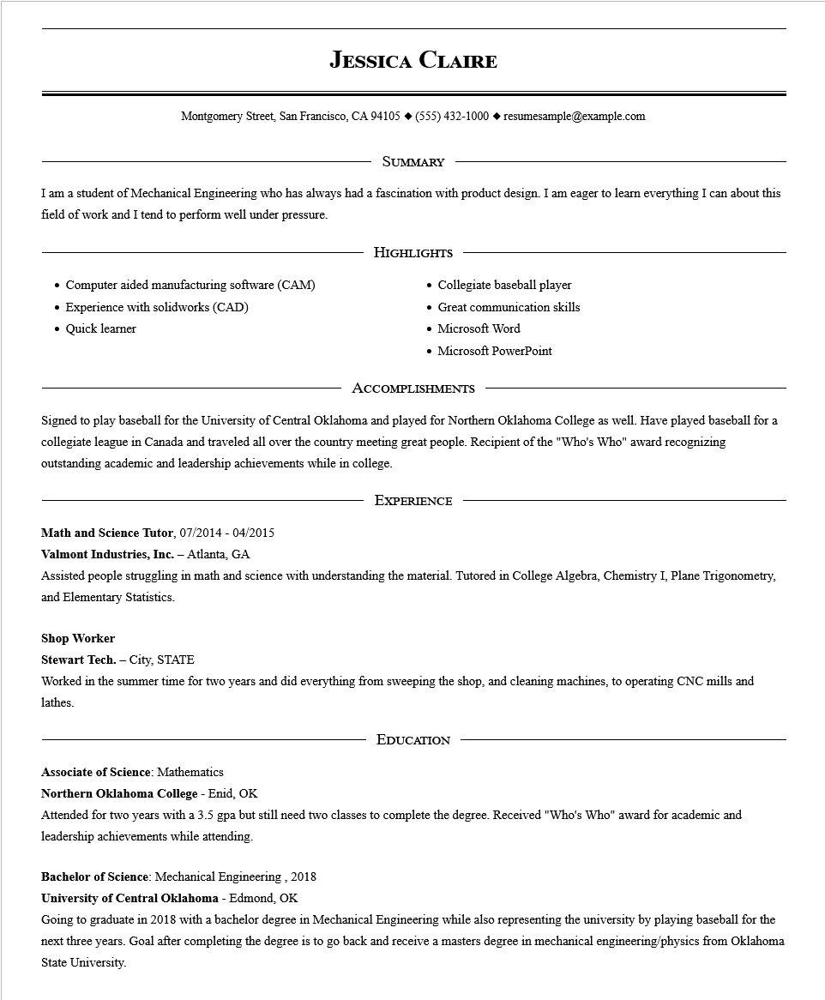 Jessica Claire
Montgomery Street, San Francisco, CA 94105 ◆ (555) 432-1000 ◆ resumesample@example.com
Summary
I am a student of Mechanical Engineering who has always had a fascination with product design. I am eager to learn everything I can about this
field of work and I tend to perform well under pressure.
Highlights
• Computer aided manufacturing software (CAM)
• Experience with solidworks (CAD)
• Quick learner
• Collegiate baseball player
• Great communication skills
• Microsoft Word
• Microsoft PowerPoint
Accomplishments
Signed to play baseball for the University of Central Oklahoma and played for Northern Oklahoma College as well. Have played baseball for a
collegiate league in Canada and traveled all over the country meeting great people. Recipient of the "Who's Who" award recognizing
outstanding academic and leadership achievements while in college.
Experience
Math and Science Tutor, 07/2014 - 04/2015
Valmont Industries, Inc. – Atlanta, GA
Assisted people struggling in math and science with understanding the material. Tutored in College Algebra, Chemistry I, Plane Trigonometry,
and Elementary Statistics.
Shop Worker
Stewart Tech. – City, STATE
Worked in the summer time for two years and did everything from sweeping the shop, and cleaning machines, to operating CNC mills and
lathes.
Education
Associate of Science: Mathematics
Northern Oklahoma College - Enid, OK
Attended for two years with a 3.5 gpa but still need two classes to complete the degree. Received "Who's Who" award for academic and
leadership achievements while attending.
Bachelor of Science: Mechanical Engineering , 2018
University of Central Oklahoma - Edmond, OK
Going to graduate in 2018 with a bachelor degree in Mechanical Engineering while also representing the university by playing baseball for the
next three years. Goal after completing the degree is to go back and receive a masters degree in mechanical engineering/physics from Oklahoma
State University.